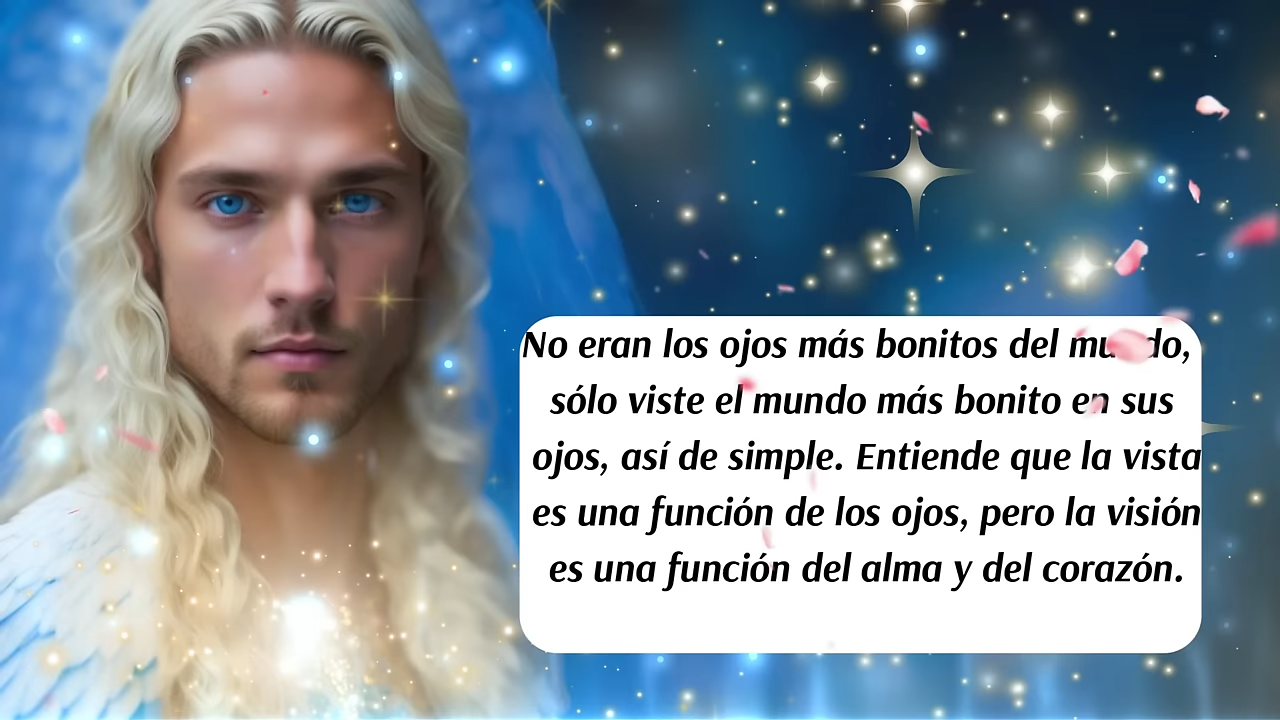 No eran los ojos más bonitos del mundo,
sólo viste el mundo más bonito en sus
ojos, así de simple. Entiende que la vista
es una función de los ojos, pero la visión
es una función del alma y del corazón.